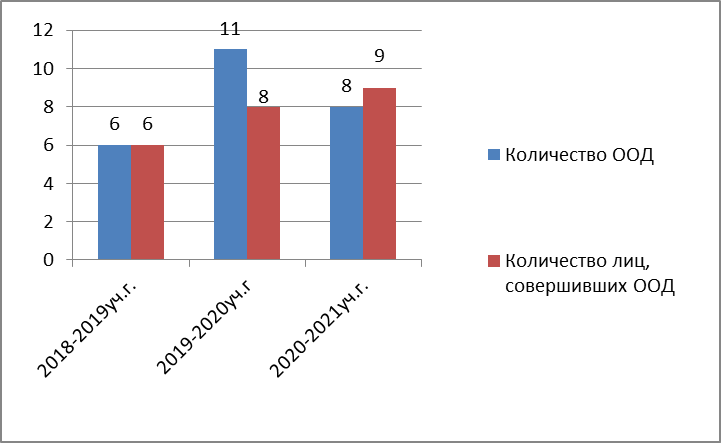 12
10
8
6
4
2
0
6
6
11
8
8
9
2018-2019уч.г.
2019-2020уч.г
2020-2021уч.г.
Количество ООД
Количество лиц,
совершивших ООД